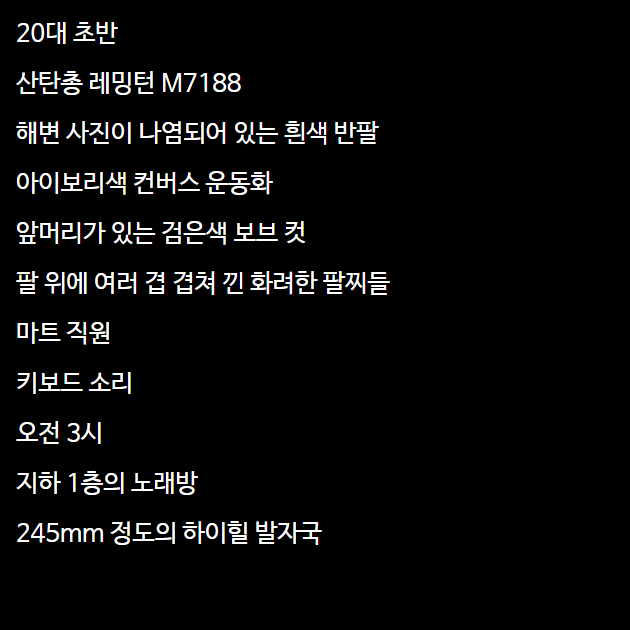 20대 초반
산탄총 레밍턴 M7188
해변 사진이 나염되어 있는 흰색 반팔
아이보리색 컨버스 운동화
앞머리가 있는 검은색 보브 컷
팔 위에 여러 겹 겹쳐 낀 화려한 팔찌들
마트 직원
키보드 소리
오전 3시
지하 1층의 노래방
245mm 정도의 하이힐 발자국